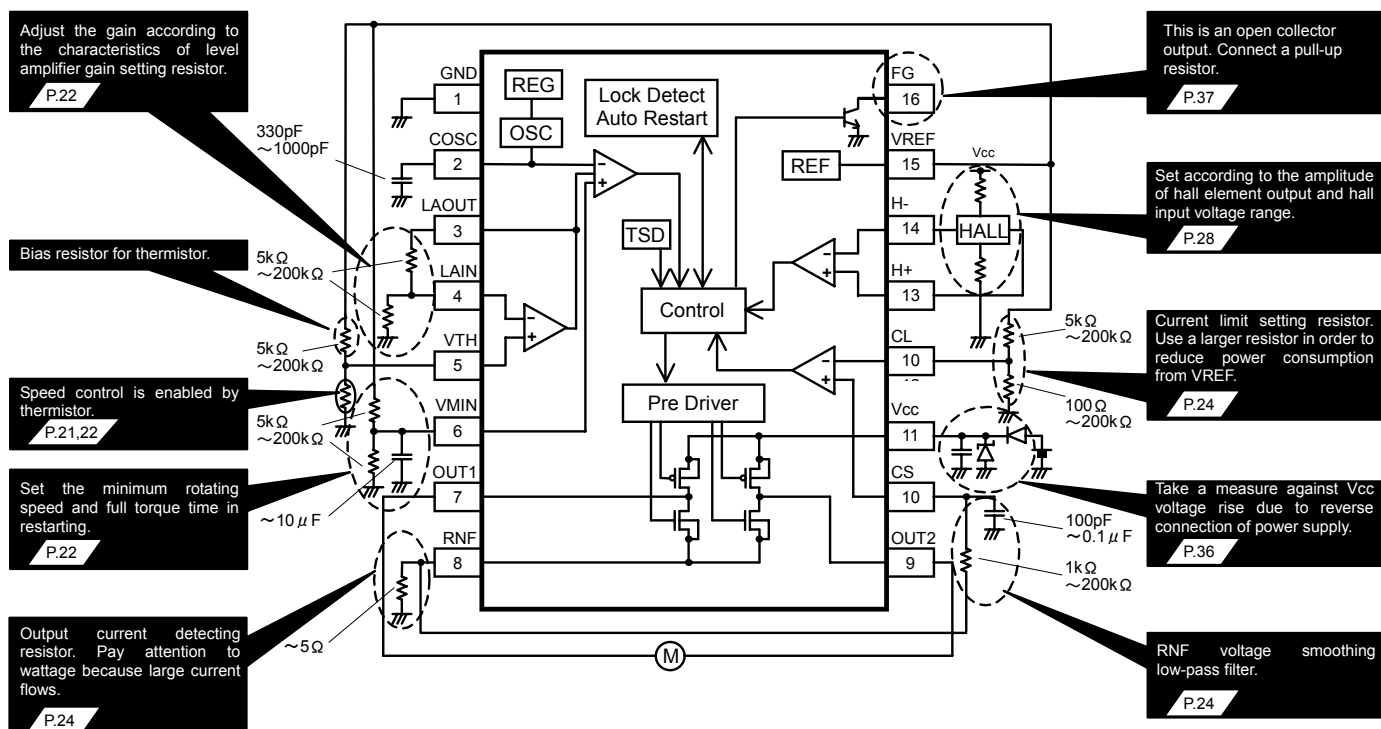 Adjust the gain according to
the characteristics of level
amplifier gain setting resistor.
P.22
Bias resistor for thermistor.
Speed control is enabled by
thermistor.
P.21,22
Set the minimum rotating
speed and full torque time in
restarting.
P.22
Output current detecting
resistor. Pay attention to
wattage because large current
flows.
P.24
330pF
～1000pF
5kΩ
～200kΩ
5kΩ
～200kΩ
5kΩ
～200kΩ
～10μF
～5Ω
GND
1
COSC
2
LAOUT
3
LAIN
4
VTH
5
VMIN
6
OUT1
7
RNF
8
REG
OSC
Lock Detect
Auto Restart
TSD
Control
Pre Driver
REF
M
FG
16
VREF
15
H-
14
H+
13
CL
10
Vcc
11
CS
10
OUT2
9
Vcc
HALL
5kΩ
～200kΩ
100Ω
～200kΩ
100pF
～0.1μF
1kΩ
～200kΩ
This is an open collector
output. Connect a pull-up
resistor.
P.37
Set according to the amplitude
of hall element output and hall
input voltage range.
P.28
Current limit setting resistor.
Use a larger resistor in order to
reduce power consumption
from VREF.
P.24
Take a measure against Vcc
voltage rise due to reverse
connection of power supply.
P.36
RNF voltage smoothing
low-pass filter.
P.24